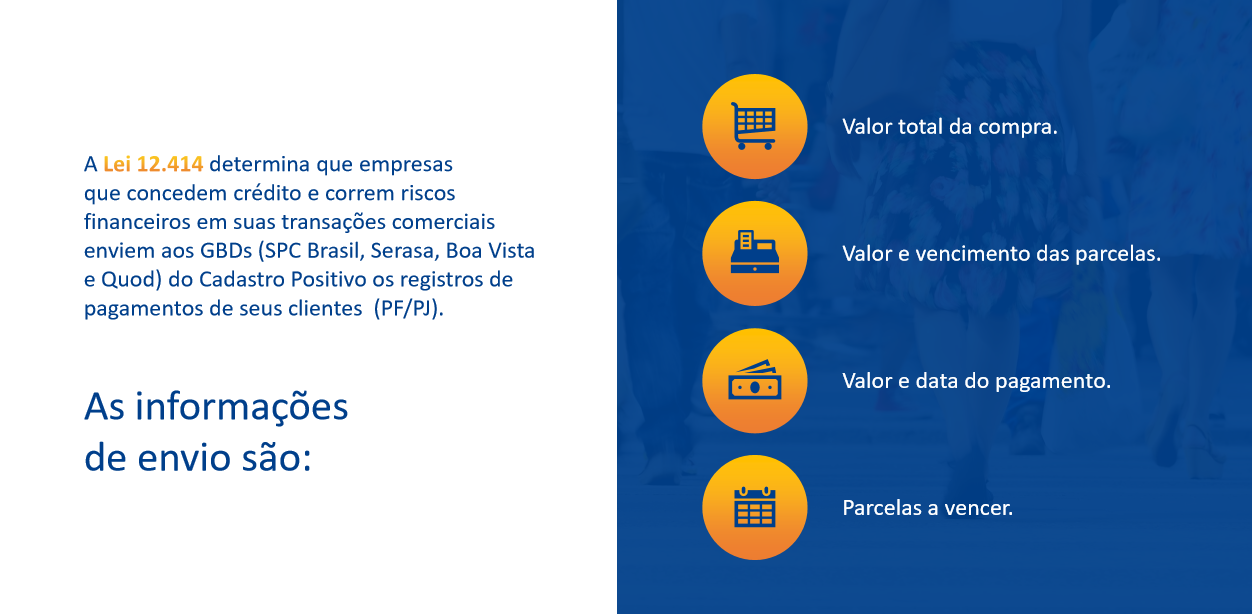 A Lei 12.414 determina que empresas
que concedem crédito e correm riscos
financeiros em suas transações comerciais
enviem aos GBDs (SPC Brasil, Serasa, Boa Vista
e Quod) do Cadastro Positivo os registros de
pagamentos de seus clientes  (PF/PJ).
As informações
de envio são:
Valor total da compra.
Valor e vencimento das parcelas.
Valor e data do pagamento.
Parcelas a vencer.